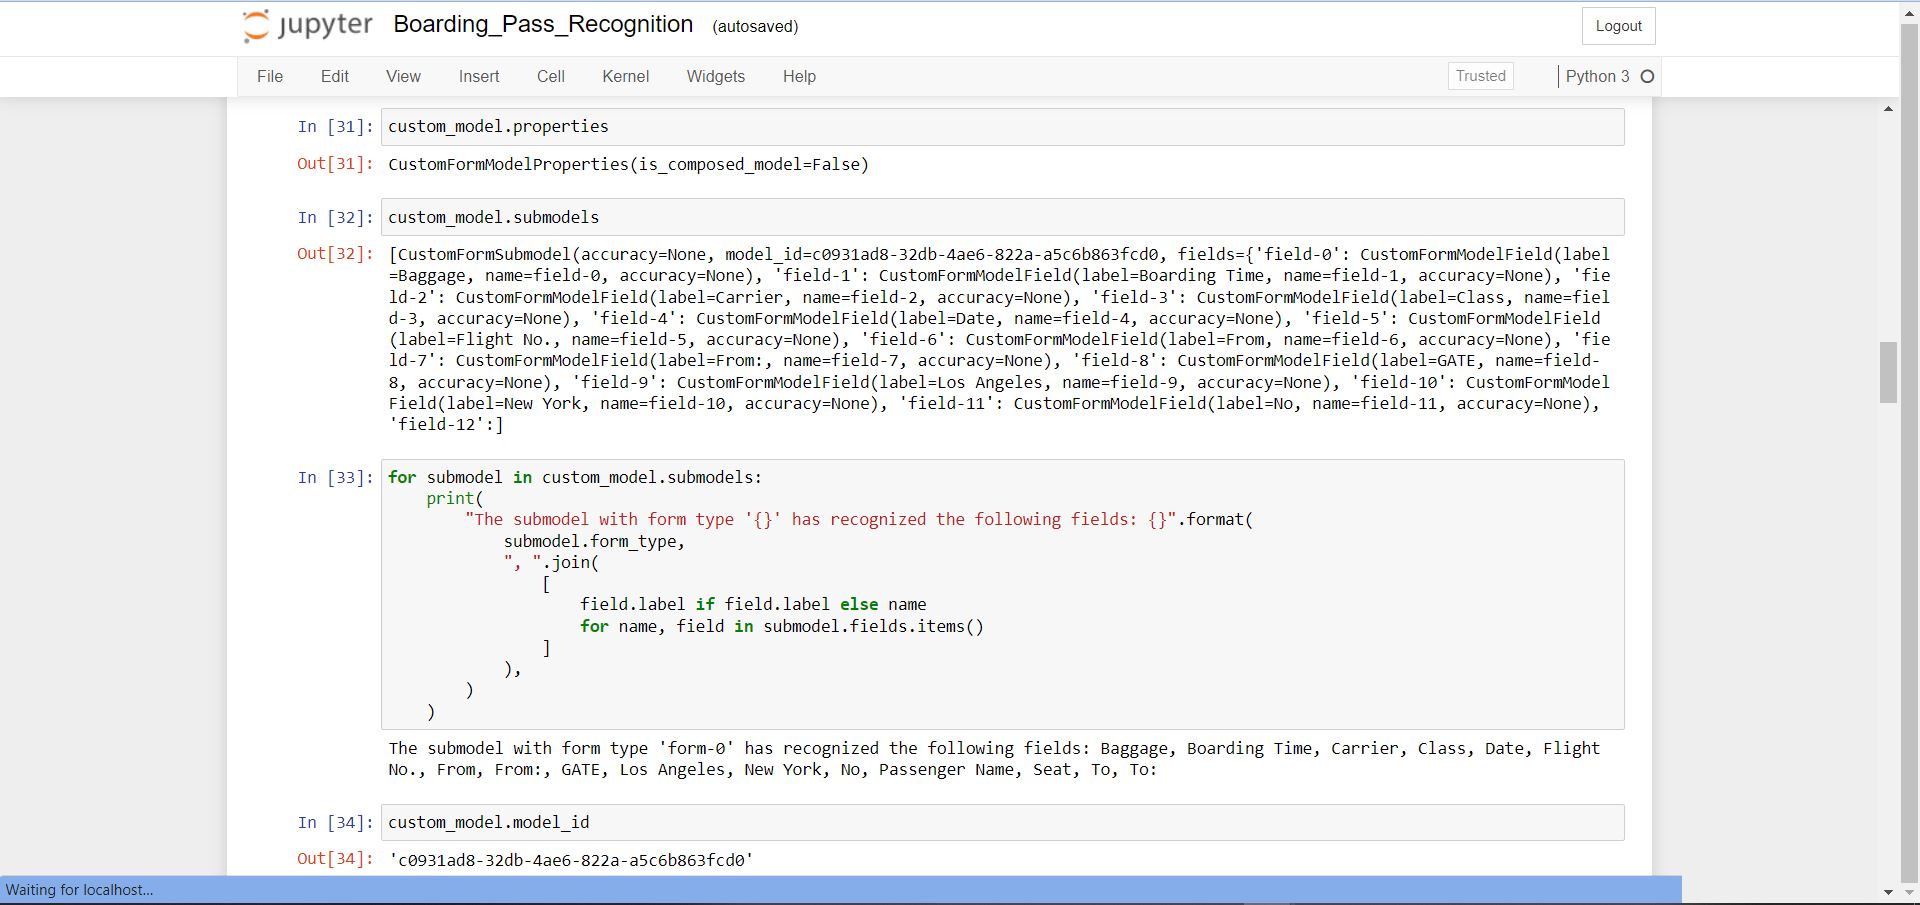 jupyter Boarding_Pass_Recognition (autosaved) Logout
File Edit View Insert Cell Kernel Widgets Help Trusted Python 3
In [31]: custom_model.properties
Out[31]: CustomFormModelProperties(is_composed_model=False)
In [32]: custom_model.submodels
Out[32]: [CustomFormSubmodel(accuracy=None, model_id=c0931ad8-32db-4ae6-822a-a5c6b863fcd0, fields={'field-0': CustomFormModelField(label
=Baggage, name=field-0, accuracy=None), 'field-1': CustomFormModelField(label=Boarding Time, name=field-1, accuracy=None), 'fie
ld-2': CustomFormModelField(label=Carrier, name=field-2, accuracy=None), 'field-3': CustomFormModelField(label=Class, name=fiel
d-3, accuracy=None), 'field-4': CustomFormModelField(label=Date, name=field-4, accuracy=None), 'field-5': CustomFormModelField
(label=Flight No., name=field-5, accuracy=None), 'field-6': CustomFormModelField(label=From, name=field-6, accuracy=None), 'fie
ld-7': CustomFormModelField(label=From:, name=field-7, accuracy=None), 'field-8': CustomFormModelField(label=GATE, name=field-
8, accuracy=None), 'field-9': CustomFormModelField(label=Los Angeles, name=field-9, accuracy=None), 'field-10': CustomFormModel
Field(label=New York, name=field-10, accuracy=None), 'field-11': CustomFormModelField(label=No, name=field-11, accuracy=None),
'field-12':]
In [33]: for submodel in custom_model.submodels:
print(
"The submodel with form type '{}' has recognized the following fields: {}".format(
submodel.form_type,
", ".join(
[
field.label if field.label else name
for name, field in submodel.fields.items()
]
),
)
)
The submodel with form type 'form-0' has recognized the following fields: Baggage, Boarding Time, Carrier, Class, Date, Flight
No., From, From:, GATE, Los Angeles, New York, No, Passenger Name, Seat, To, To:
In [34]: custom_model.model_id
Out[34]: 'c0931ad8-32db-4ae6-822a-a5c6b863fcd0'
Waiting for localhost...